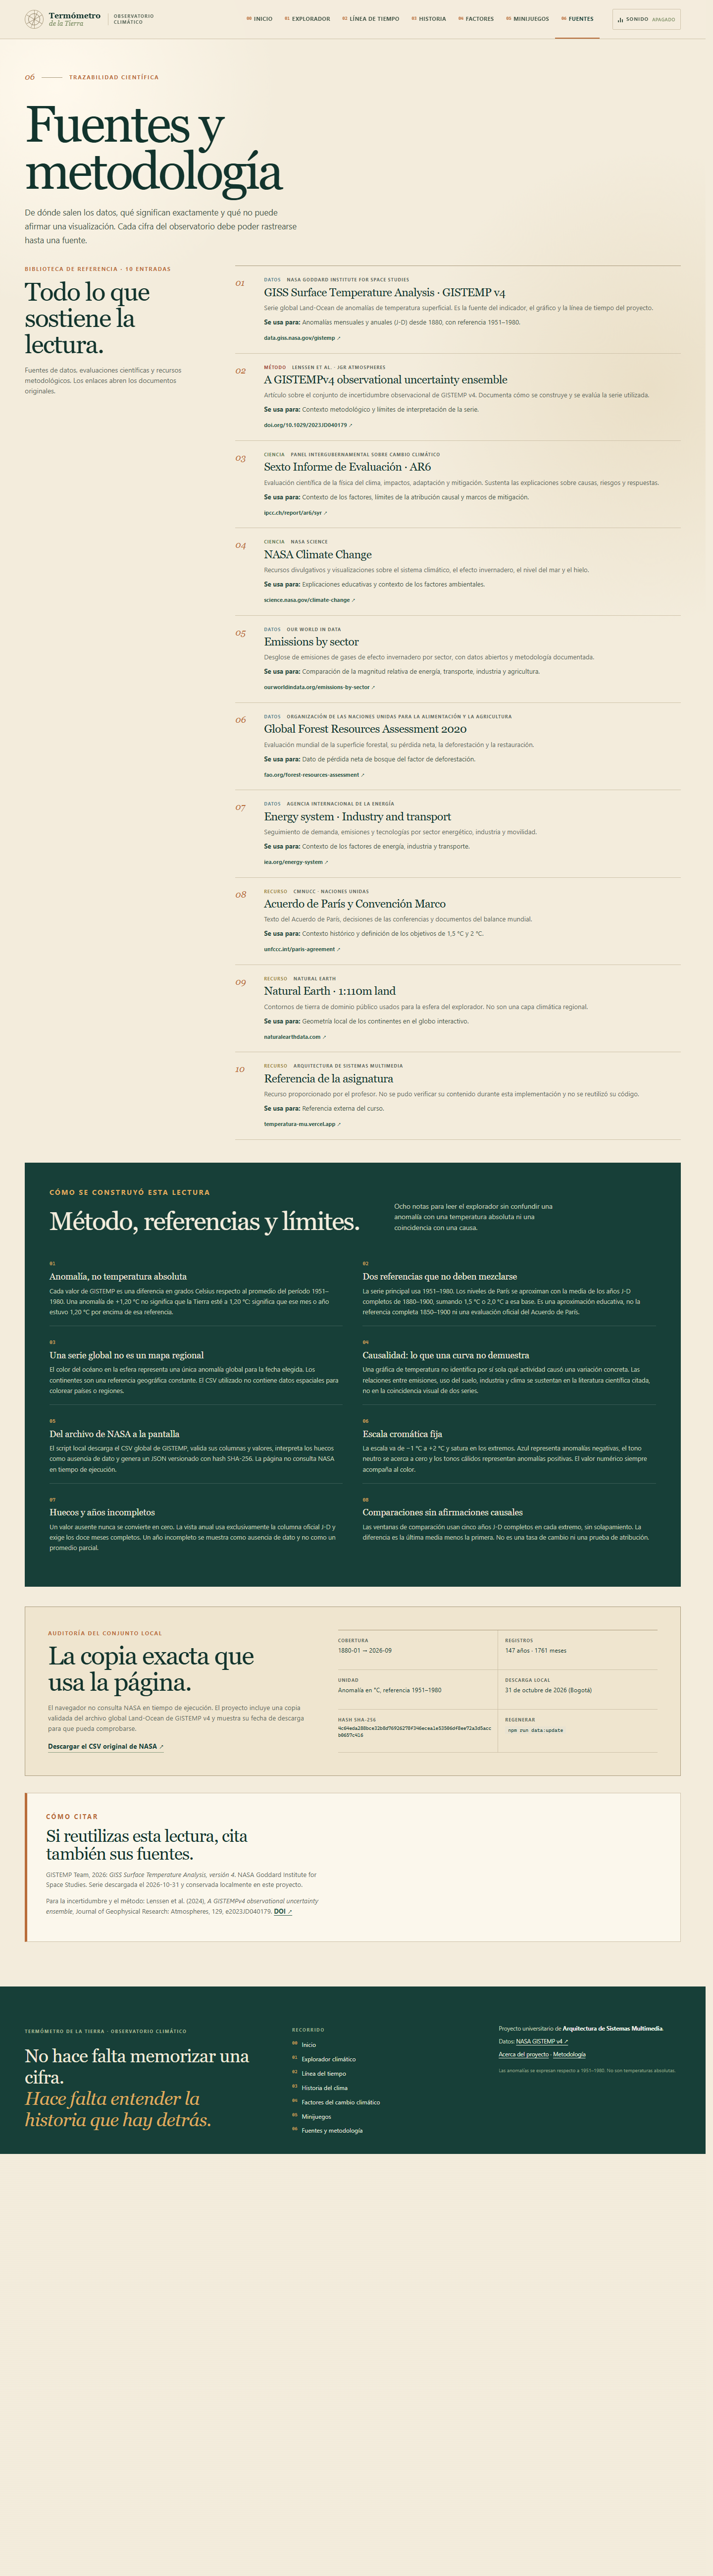 Termómetro
de la Tierra
OBSERVATORIO
CLIMÁTICO
00 INICIO
01 EXPLORADOR
02 LÍNEA DE TIEMPO
03 HISTORIA
04 FACTORES
05 MINIJUEGOS
06 FUENTES
SONIDO APAGADO
06 TRAZABILIDAD CIENTÍFICA
Fuentes y
metodología
De dónde salen los datos, qué significan exactamente y qué no puede
afirmar una visualización. Cada cifra del observatorio debe poder rastrearse
hasta una fuente.
BIBLIOTECA DE REFERENCIA · 10 ENTRADAS
Todo lo que
sostiene la
lectura.
Fuentes de datos, evaluaciones científicas y recursos
metodológicos. Los enlaces abren los documentos
originales.
01
DATOS NASA GODDARD INSTITUTE FOR SPACE STUDIES
GISS Surface Temperature Analysis · GISTEMP v4
Serie global Land-Ocean de anomalías de temperatura superficial. Es la fuente del indicador, el gráfico y la línea de tiempo del proyecto.
Se usa para: Anomalías mensuales y anuales (J-D) desde 1880, con referencia 1951–1980.
data.giss.nasa.gov/gistemp ↗
02
MÉTODO LENSSEN ET AL. · JGR ATMOSPHERES
A GISTEMPv4 observational uncertainty ensemble
Artículo sobre el conjunto de incertidumbre observacional de GISTEMP v4. Documenta cómo se construye y se evalúa la serie utilizada.
Se usa para: Contexto metodológico y límites de interpretación de la serie.
doi.org/10.1029/2023JD040179 ↗
03
CIENCIA PANEL INTERGUBERNAMENTAL SOBRE CAMBIO CLIMÁTICO
Sexto Informe de Evaluación · AR6
Evaluación científica de la física del clima, impactos, adaptación y mitigación. Sustenta las explicaciones sobre causas, riesgos y respuestas.
Se usa para: Contexto de los factores, límites de la atribución causal y marcos de mitigación.
ipcc.ch/report/ar6/syr ↗
04
CIENCIA NASA SCIENCE
NASA Climate Change
Recursos divulgativos y visualizaciones sobre el sistema climático, el efecto invernadero, el nivel del mar y el hielo.
Se usa para: Explicaciones educativas y contexto de los factores ambientales.
science.nasa.gov/climate-change ↗
05
DATOS OUR WORLD IN DATA
Emissions by sector
Desglose de emisiones de gases de efecto invernadero por sector, con datos abiertos y metodología documentada.
Se usa para: Comparación de la magnitud relativa de energía, transporte, industria y agricultura.
ourworldindata.org/emissions-by-sector ↗
06
DATOS ORGANIZACIÓN DE LAS NACIONES UNIDAS PARA LA ALIMENTACIÓN Y LA AGRICULTURA
Global Forest Resources Assessment 2020
Evaluación mundial de la superficie forestal, su pérdida neta, la deforestación y la restauración.
Se usa para: Dato de pérdida neta de bosque del factor de deforestación.
fao.org/forest-resources-assessment ↗
07
DATOS AGENCIA INTERNACIONAL DE LA ENERGÍA
Energy system · Industry and transport
Seguimiento de demanda, emisiones y tecnologías por sector energético, industria y movilidad.
Se usa para: Contexto de los factores de energía, industria y transporte.
iea.org/energy-system ↗
08
RECURSO CMNUCC · NACIONES UNIDAS
Acuerdo de París y Convención Marco
Texto del Acuerdo de París, decisiones de las conferencias y documentos del balance mundial.
Se usa para: Contexto histórico y definición de los objetivos de 1,5 °C y 2 °C.
unfccc.int/paris-agreement ↗
09
RECURSO NATURAL EARTH
Natural Earth · 1:110m land
Contornos de tierra de dominio público usados para la esfera del explorador. No son una capa climática regional.
Se usa para: Geometría local de los continentes en el globo interactivo.
naturalearthdata.com ↗
10
RECURSO ARQUITECTURA DE SISTEMAS MULTIMEDIA
Referencia de la asignatura
Recurso proporcionado por el profesor. No se pudo verificar su contenido durante esta implementación y no se reutilizó su código.
Se usa para: Referencia externa del curso.
temperatura-mu.vercel.app ↗
CÓMO SE CONSTRUYÓ ESTA LECTURA
Método, referencias y límites.
Ocho notas para leer el explorador sin confundir una
anomalía con una temperatura absoluta ni una
coincidencia con una causa.
01
Anomalía, no temperatura absoluta
Cada valor de GISTEMP es una diferencia en grados Celsius respecto al promedio del periodo 1951–
1980. Una anomalía de +1,20 °C no significa que la Tierra esté a 1,20 °C: significa que ese mes o año
estuvo 1,20 °C por encima de esa referencia.
02
Dos referencias que no deben mezclarse
La serie principal usa 1951–1980. Los niveles de París se aproximan con la media de los años J-D
completos de 1880–1900, sumando 1,5 °C o 2,0 °C a esa base. Es una aproximación educativa, no la
referencia completa 1850–1900 ni una evaluación oficial del Acuerdo de París.
03
Una serie global no es un mapa regional
El color del océano en la esfera representa una única anomalía global para la fecha elegida. Los
continentes son una referencia geográfica constante. El CSV utilizado no contiene datos espaciales para
colorear países o regiones.
04
Causalidad: lo que una curva no demuestra
Una gráfica de temperatura no identifica por sí sola qué actividad causó una variación concreta. Las
relaciones entre emisiones, uso del suelo, industria y clima se sustentan en la literatura científica citada,
no en la coincidencia visual de dos series.
05
Del archivo de NASA a la pantalla
El script local descarga el CSV global de GISTEMP, valida sus columnas y valores, interpreta los huecos
como ausencia de dato y genera un JSON versionado con hash SHA-256. La página no consulta NASA
en tiempo de ejecución.
06
Escala cromática fija
La escala va de −1 °C a +2 °C y satura en los extremos. Azul representa anomalías negativas, el tono
neutro se acerca a cero y los tonos cálidos representan anomalías positivas. El valor numérico siempre
acompaña al color.
07
Huecos y años incompletos
Un valor ausente nunca se convierte en cero. La vista anual usa exclusivamente la columna oficial J-D y
exige los doce meses completos. Un año incompleto se muestra como ausencia de dato y no como un
promedio parcial.
08
Comparaciones sin afirmaciones causales
Las ventanas de comparación usan cinco años J-D completos en cada extremo, sin solapamiento. La
diferencia es la última media menos la primera. No es una tasa de cambio ni una prueba de atribución.
AUDITORÍA DEL CONJUNTO LOCAL
La copia exacta que
usa la página.
El navegador no consulta NASA en tiempo de ejecución. El proyecto incluye una copia
validada del archivo global Land-Ocean de GISTEMP v4 y muestra su fecha de descarga
para que pueda comprobarse.
Descargar el CSV original de NASA ↗
COBERTURA
1880-01 → 2026-09
REGISTROS
147 años · 1761 meses
UNIDAD
Anomalía en °C, referencia 1951–1980
DESCARGA LOCAL
31 de octubre de 2026 (Bogotá)
HASH SHA-256
REGENERAR
npm run data:update
CÓMO CITAR
Si reutilizas esta lectura, cita
también sus fuentes.
GISTEMP Team, 2026: GISS Surface Temperature Analysis, versión 4. NASA Goddard Institute for
Space Studies. Serie descargada el 2026-10-31 y conservada localmente en este proyecto.
Para la incertidumbre y el método: Lenssen et al. (2024), A GISTEMPv4 observational uncertainty
ensemble, Journal of Geophysical Research: Atmospheres, 129, e2023JD040179. DOI ↗
TERMÓMETRO DE LA TIERRA · OBSERVATORIO CLIMÁTICO
No hace falta memorizar una
cifra.
Hace falta entender la
historia que hay detrás.
RECORRIDO
00 Inicio
01 Explorador climático
02 Línea del tiempo
03 Historia del clima
04 Factores del cambio climático
05 Minijuegos
06 Fuentes y metodología
Proyecto universitario de Arquitectura de Sistemas Multimedia.
Datos: NASA GISTEMP v4 ↗
Acerca del proyecto · Metodología
Las anomalías se expresan respecto a 1951–1980. No son temperaturas absolutas.